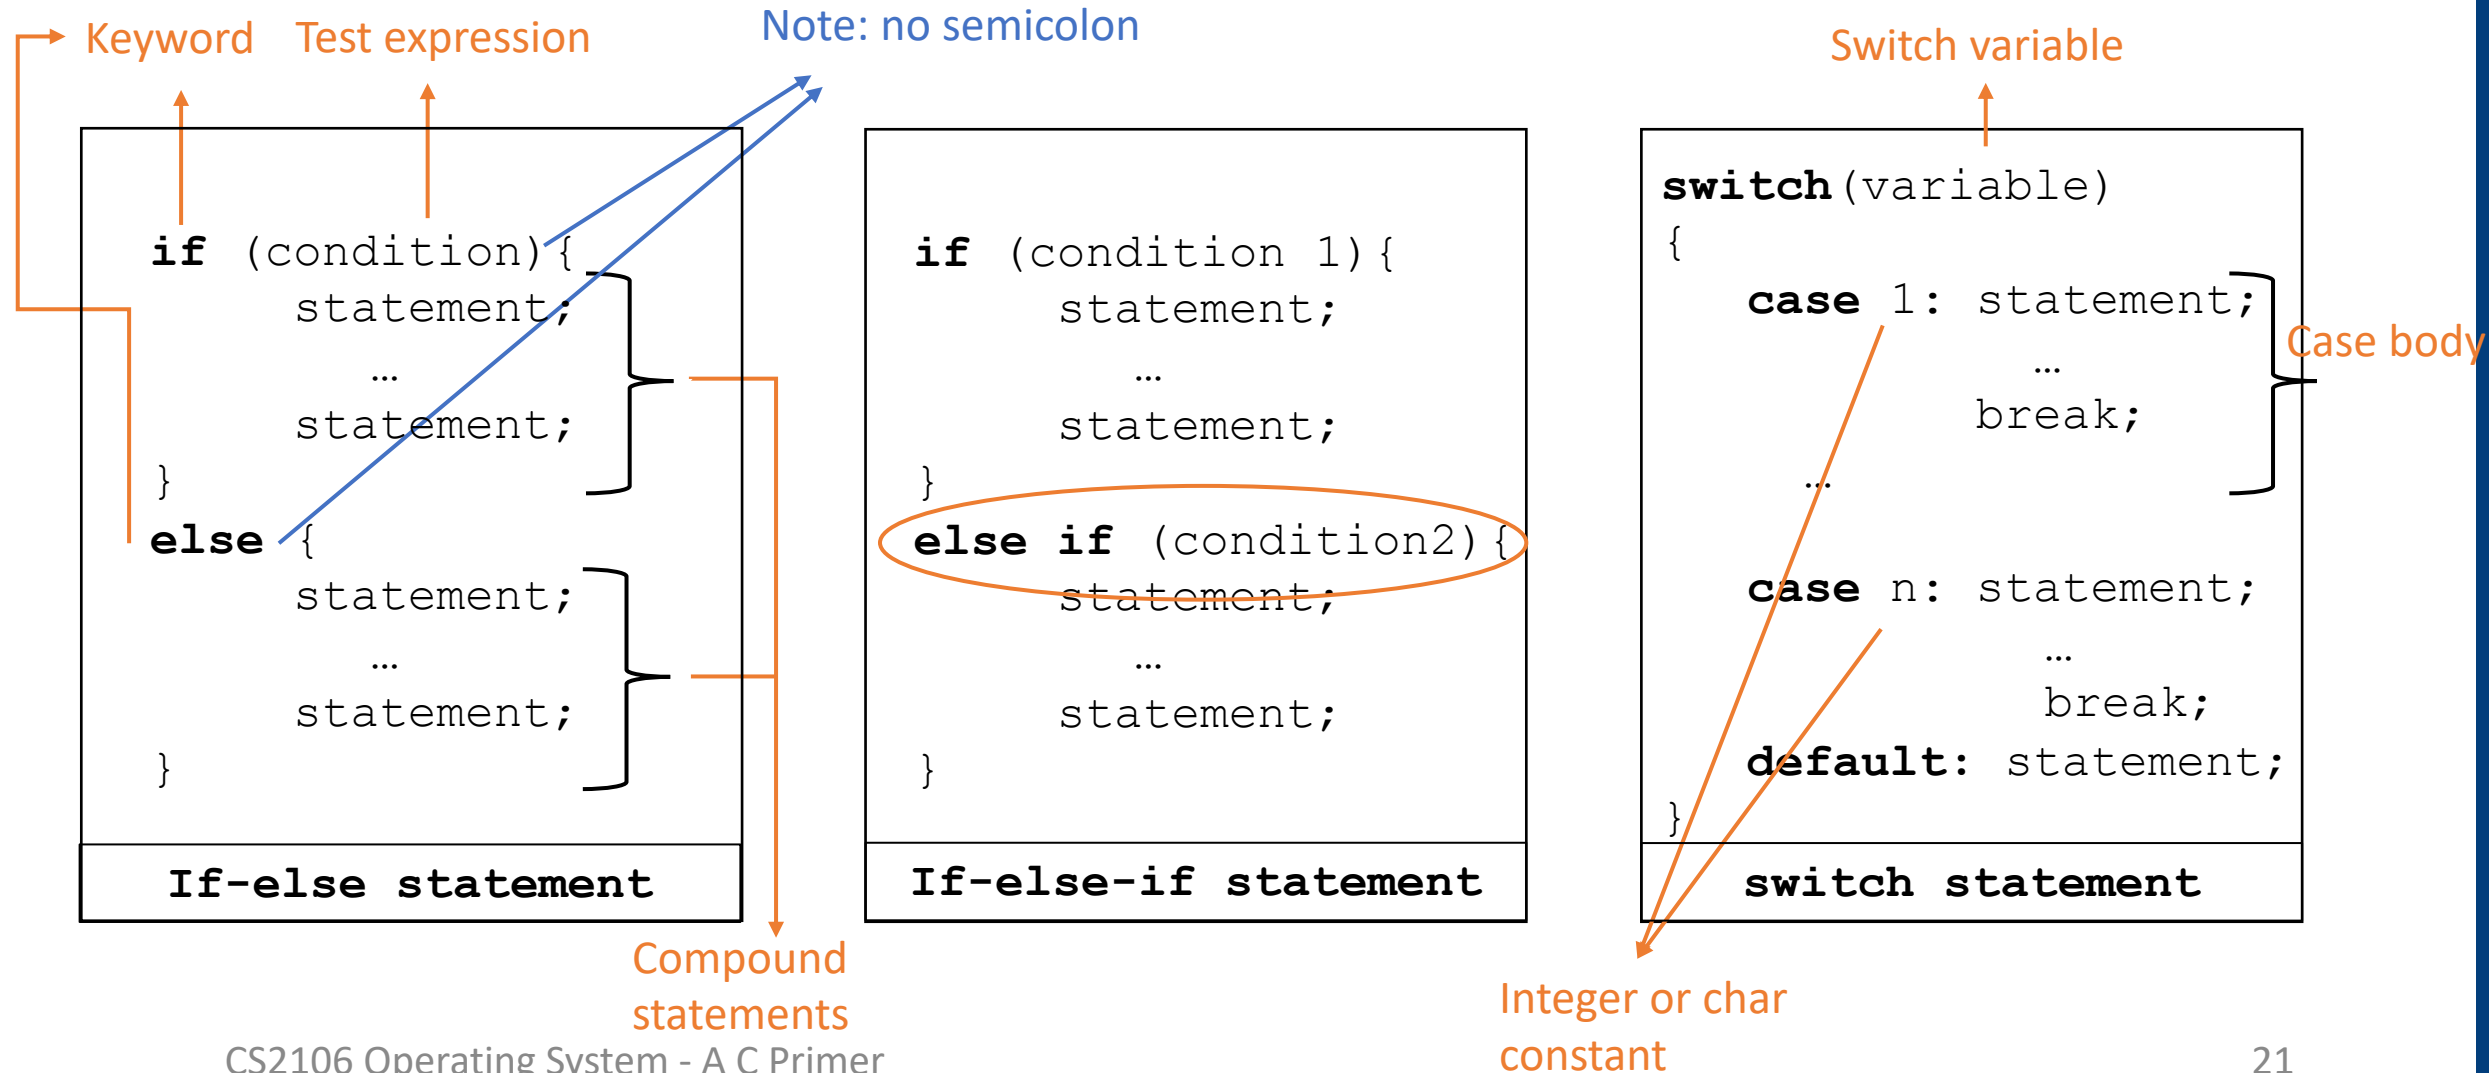 Keyword
Test expression
Note: no semicolon
Switch variable
if (condition){
statement;
…
statement;
}
else {
statement;
…
statement;
}
If-else statement
Compound
statements
if (condition 1){
statement;
…
statement;
}
else if (condition2){
statement;
…
statement;
}
If-else-if statement
switch(variable)
{
case 1: statement;
…
break;
…
case n: statement;
…
break;
default: statement;
}
switch statement
Case body
Integer or char
constant
CS2106 Operating System - A C Primer
21